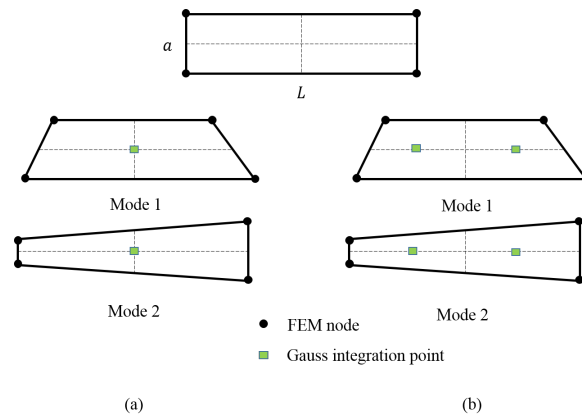 a
L
Mode 1
Mode 1
Mode 2
Mode 2
FEM node
Gauss integration point
(a)
(b)